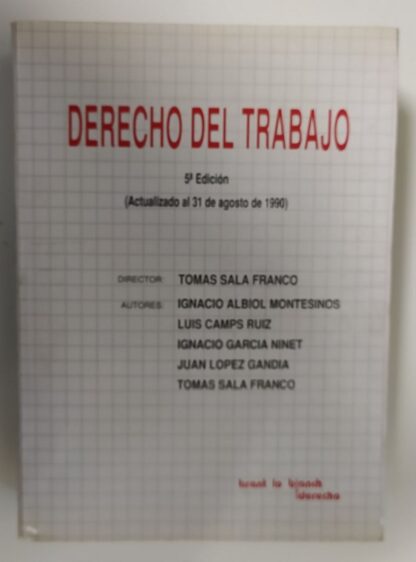 DERECHO DEL TRABAJO
5ª Edición
(Actualizado al 31 de agosto de 1990)
DIRECTOR: TOMAS SALA FRANCO
AUTORES: IGNACIO ALBIOL MONTESINOS
LUIS CAMPS RUIZ
IGNACIO GARCIA NINET
JUAN LOPEZ GANDIA
TOMAS SALA FRANCO
tirant lo blanch
derecho